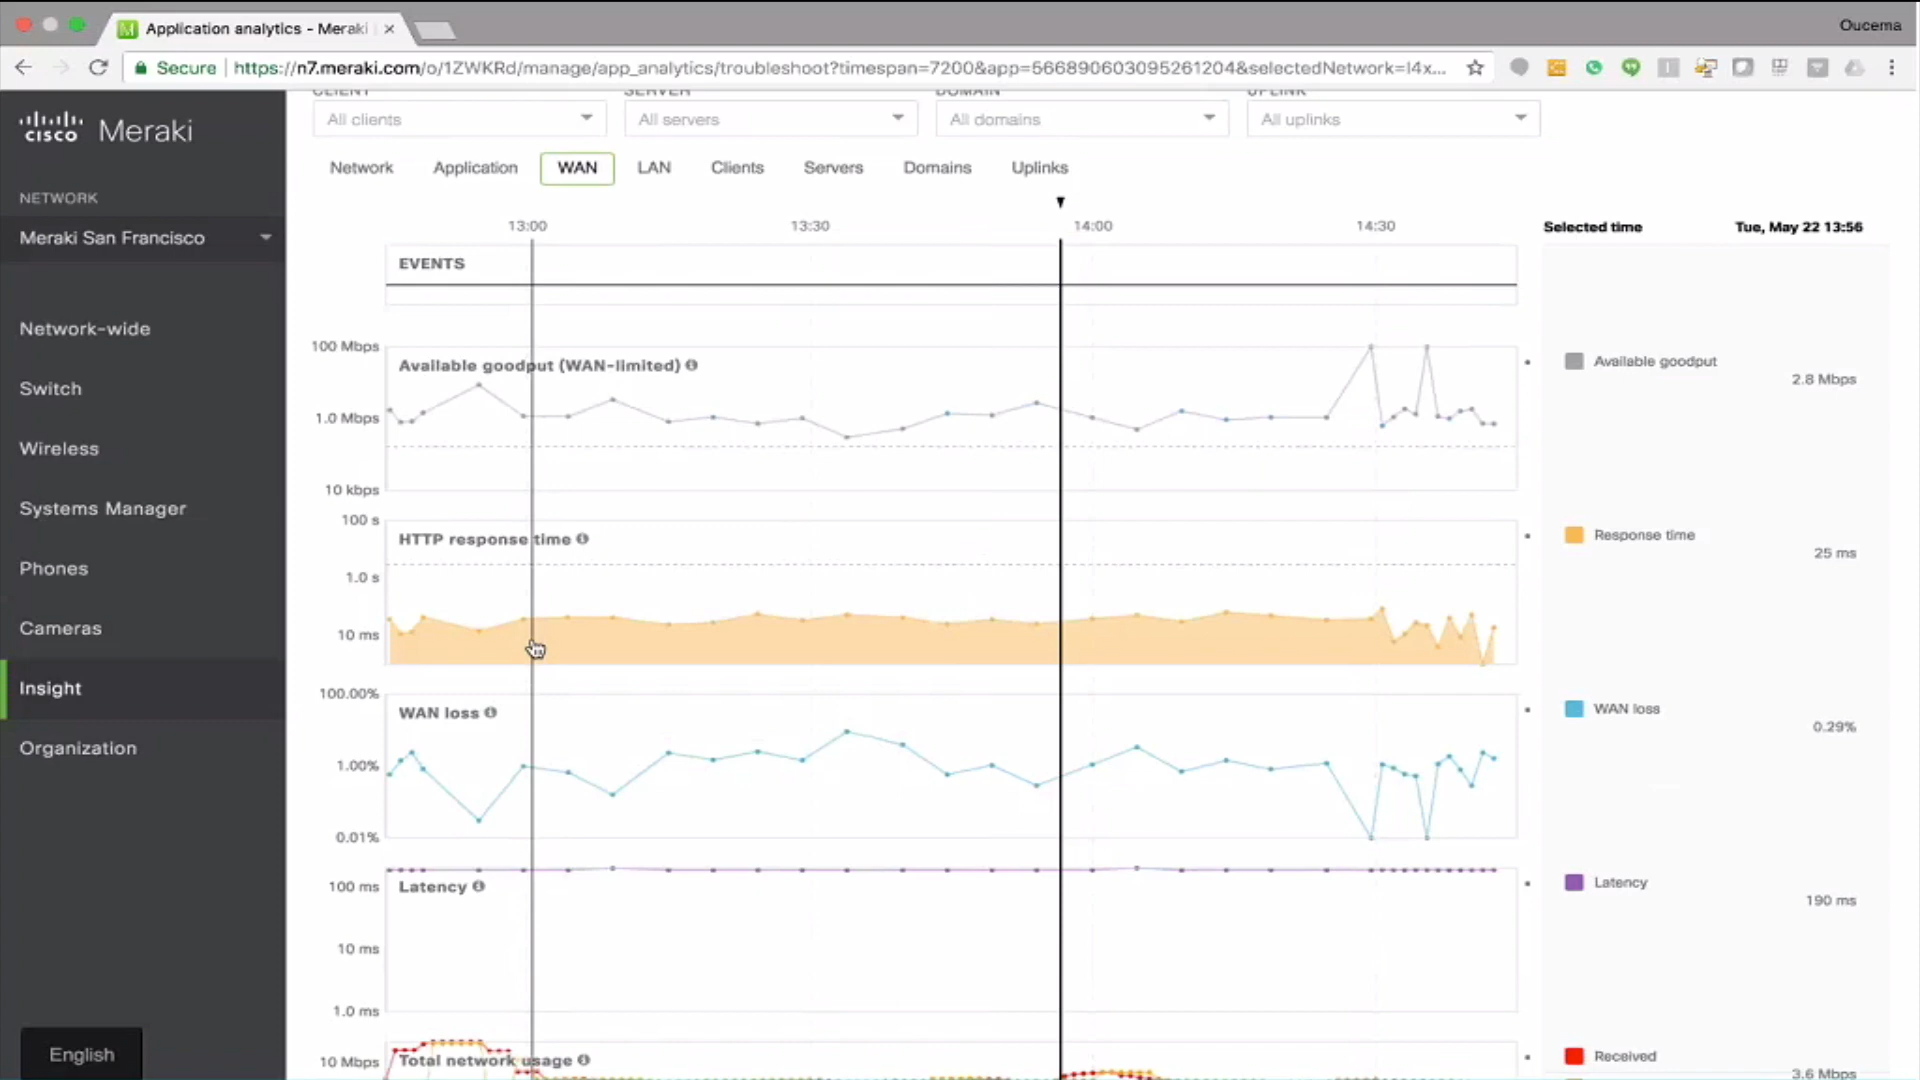 Application analytics - Meraki
Oucema
Secure https://n7.meraki.com/o/1ZWKRd/manage/app_analytics/troubleshoot?timespan=7200&app=566890603095261204&selectedNetwork=l4x...
CLIENT SERVER DOMAIN UPLINK
All clients All servers All domains All uplinks
cisco Meraki
Network Application WAN LAN Clients Servers Domains Uplinks
NETWORK
Meraki San Francisco
13:00 13:30 14:00 14:30
Selected time Tue, May 22 13:56
EVENTS
Network-wide
Switch
Wireless
Systems Manager
Phones
Cameras
Insight
Organization
English
100 Mbps
Available goodput (WAN-limited)
1.0 Mbps
10 kbps
Available goodput
2.8 Mbps
100 s
HTTP response time
1.0 s
10 ms
Response time
25 ms
100.00%
WAN loss
1.00%
0.01%
WAN loss
0.29%
100 ms
Latency
10 ms
1.0 ms
Latency
190 ms
10 Mbps
Total network usage
Received
3.6 Mbps